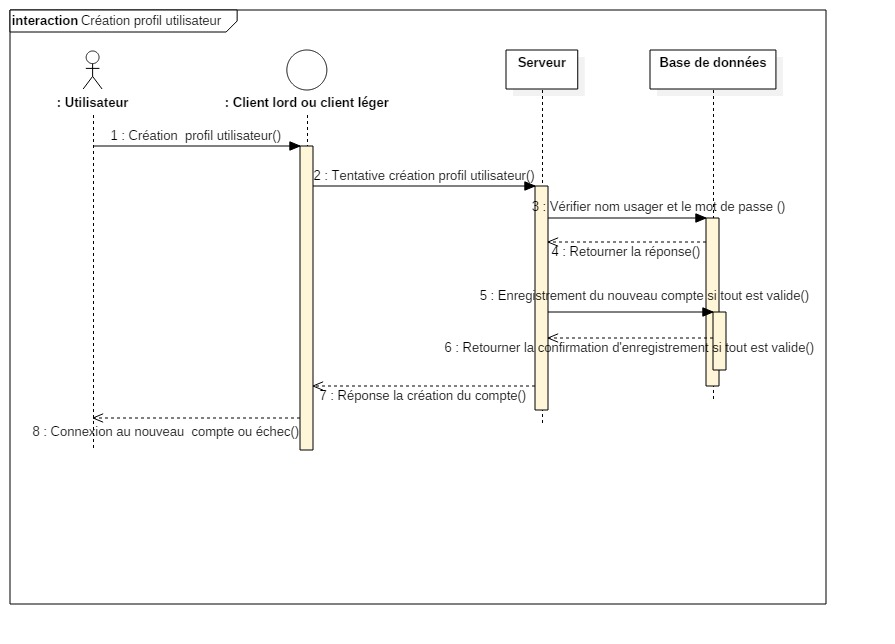 interaction Création profil utilisateur
: Utilisateur
: Client lord ou client léger
Serveur
Base de données
1 : Création  profil utilisateur()
2 : Tentative création profil utilisateur()
3 : Vérifier nom usager et le mot de passe ()
4 : Retourner la réponse()
5 : Enregistrement du nouveau compte si tout est valide()
6 : Retourner la confirmation d'enregistrement si tout est valide()
7 : Réponse la création du compte()
8 : Connexion au nouveau  compte ou échec()